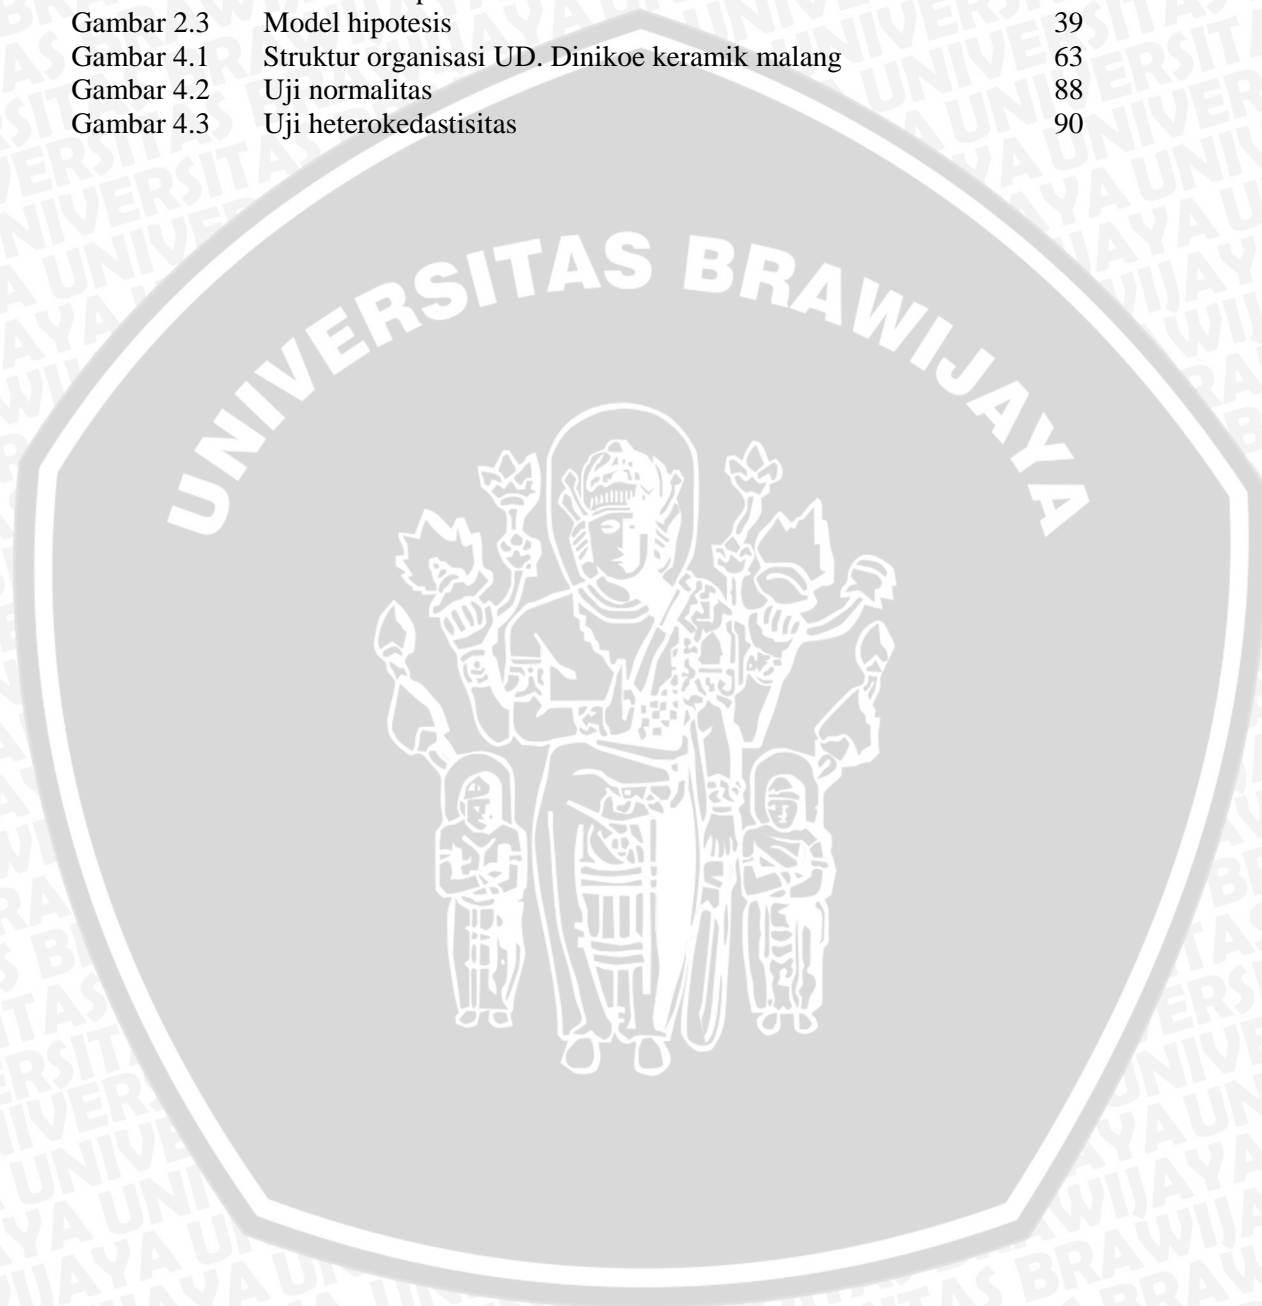 Gambar 2.3 Model hipotesis 39
Gambar 4.1 Struktur organisasi UD. Dinikoe keramik malang 63
Gambar 4.2 Uji normalitas 88
Gambar 4.3 Uji heterokedastisitas 90
UNIVERSITAS BRAWIJAYA